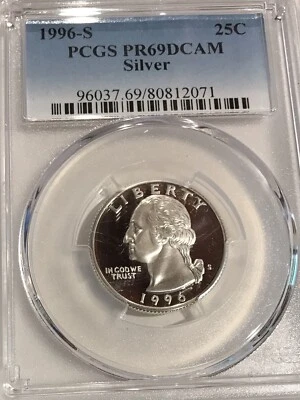 1996-S 25C
PCGS PR69DCAM
Silver
96037.69/80812071
LIBERTY
IN GOD WE
TRUST
S
1996